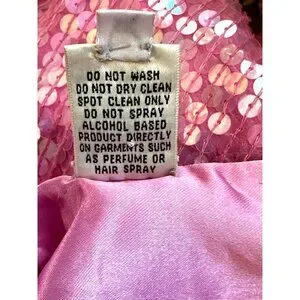 DO NOT WASH
DO NOT DRY CLEAN
SPOT CLEAN ONLY
DO NOT SPRAY
ALCOHOL BASED
PRODUCT DIRECTLY
ON GARMENTS SUCH
AS PERFUME OR
HAIR SPRAY